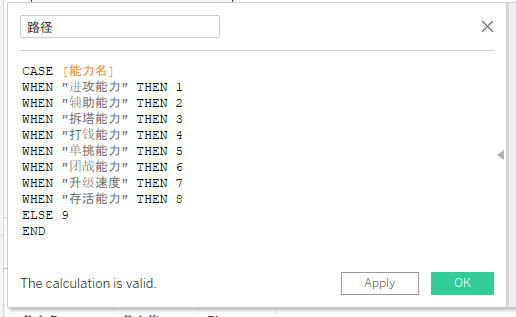 路径
CASE [能力名]
WHEN "进攻能力" THEN 1
WHEN "辅助能力" THEN 2
WHEN "拆塔能力" THEN 3
WHEN "打钱能力" THEN 4
WHEN "单挑能力" THEN 5
WHEN "团战能力" THEN 6
WHEN "升级速度" THEN 7
WHEN "存活能力" THEN 8
ELSE 9
END
The calculation is valid.
Apply
OK